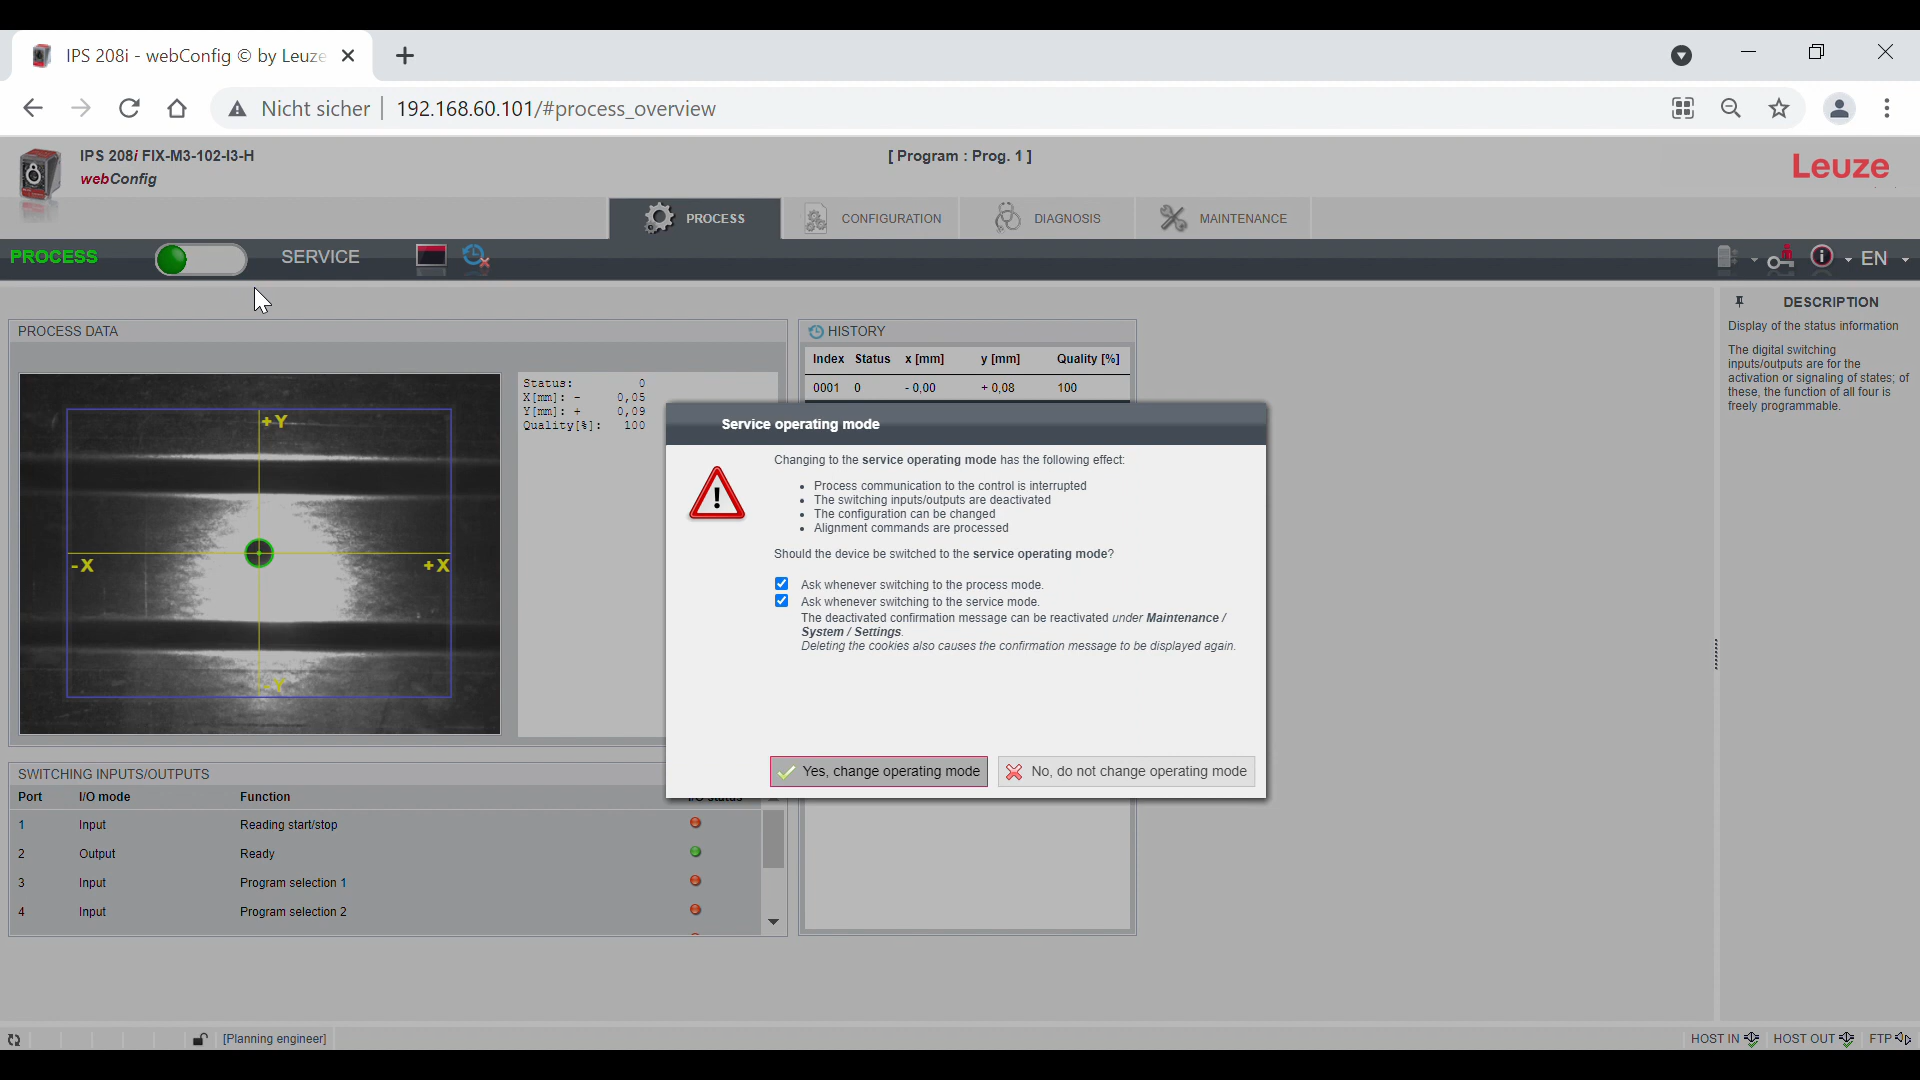 IPS 208i - webConfig © by Leuze
Nicht sicher 192.168.60.101/#process_overview
IPS 208i FIX-M3-102-I3-H
webConfig
[ Program : Prog. 1 ]
Leuze
PROCESS CONFIGURATION DIAGNOSIS MAINTENANCE
PROCESS SERVICE EN
PROCESS DATA
+Y
-X
+X
-Y
Status: 0
X[mm]: - 0,05
Y[mm]: + 0,09
Quality[%]: 100
HISTORY
Index Status x [mm] y [mm] Quality [%]
0001 0 - 0,00 + 0,08 100
Service operating mode
Changing to the service operating mode has the following effect:
• Process communication to the control is interrupted
• The switching inputs/outputs are deactivated
• The configuration can be changed
• Alignment commands are processed
Should the device be switched to the service operating mode?
Ask whenever switching to the process mode.
Ask whenever switching to the service mode.
The deactivated confirmation message can be reactivated under Maintenance /
System / Settings.
Deleting the cookies also causes the confirmation message to be displayed again.
Yes, change operating mode
No, do not change operating mode
SWITCHING INPUTS/OUTPUTS
Port I/O mode Function I/O status
1 Input Reading start/stop
2 Output Ready
3 Input Program selection 1
4 Input Program selection 2
DESCRIPTION
Display of the status information
The digital switching
inputs/outputs are for the
activation or signaling of states; of
these, the function of all four is
freely programmable.
[Planning engineer]
HOST IN HOST OUT FTP